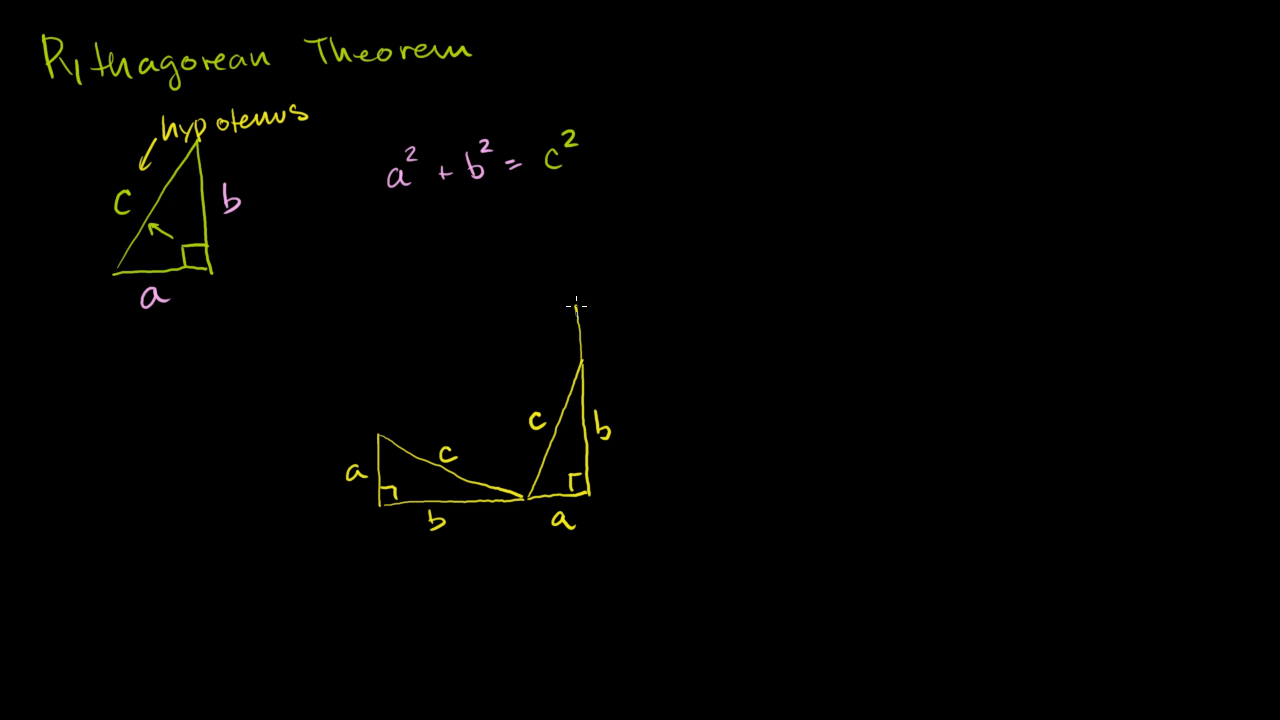 Pythagorean Theorem
hypotenus
c
b
a
a² + b² = c²
c
b
a
c
b
a